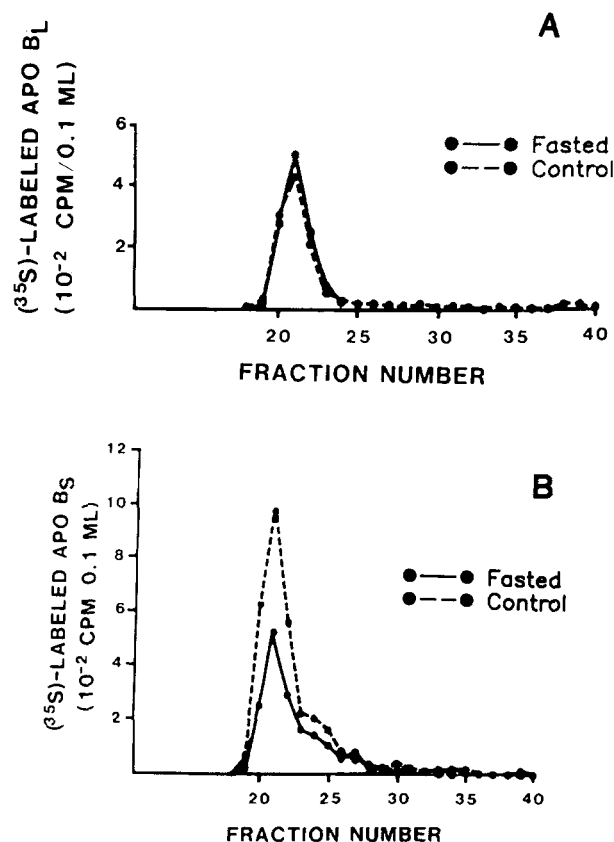 A
(³⁵S)-LABELED APO B_L
(10⁻² CPM/0.1 ML)
6
4
2
Fasted
Control
20
25
30
35
40
FRACTION NUMBER
B
(³⁵S)-LABELED APO B_S
(10⁻² CPM 0.1 ML)
12
10
8
6
4
2
Fasted
Control
20
25
30
35
40
FRACTION NUMBER